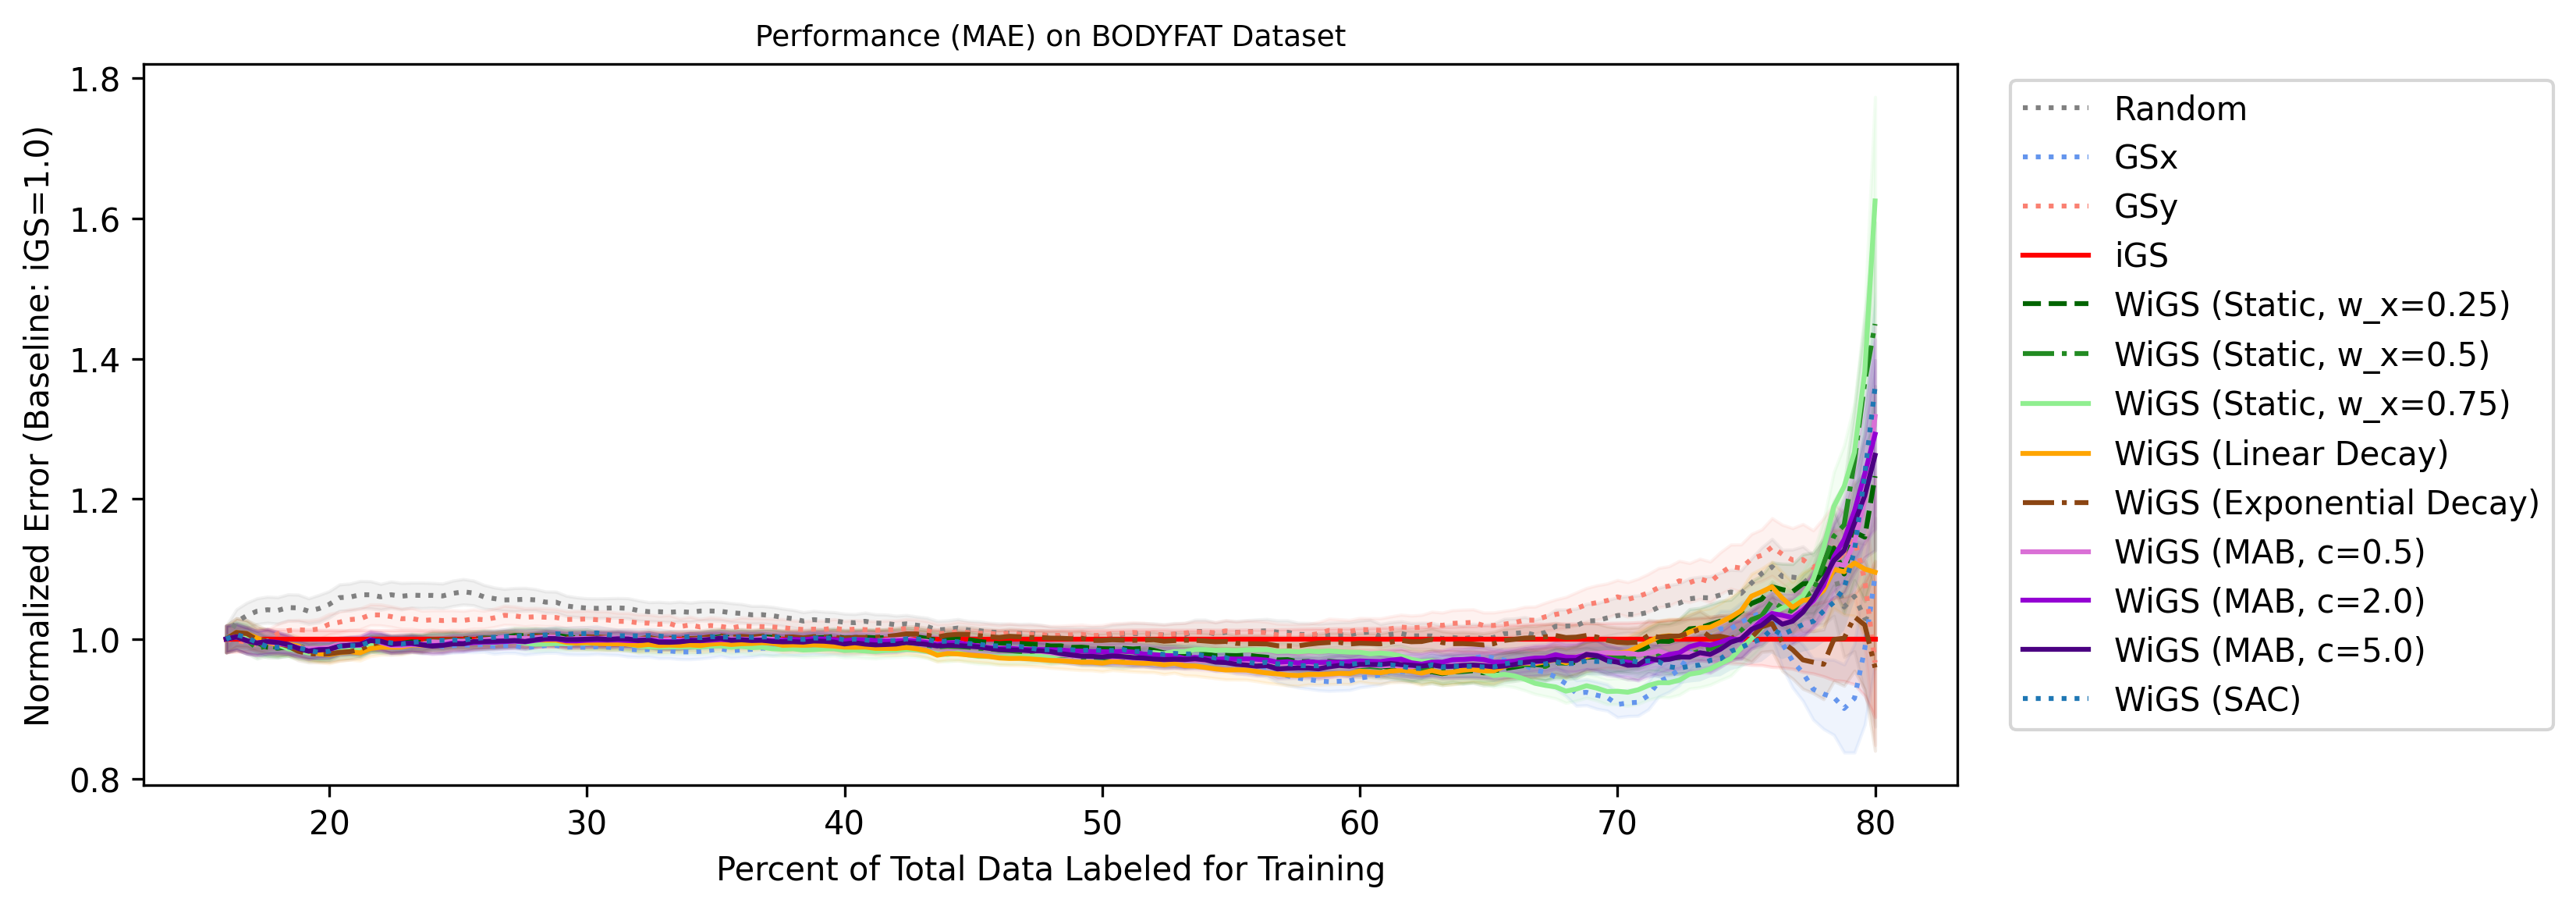 Performance (MAE) on BODYFAT Dataset
Normalized Error (Baseline: iGS=1.0)
1.8
1.6
1.4
1.2
1.0
0.8
20 30 40 50 60 70 80
Percent of Total Data Labeled for Training
Random
GSx
GSy
iGS
WiGS (Static, w_x=0.25)
WiGS (Static, w_x=0.5)
WiGS (Static, w_x=0.75)
WiGS (Linear Decay)
WiGS (Exponential Decay)
WiGS (MAB, c=0.5)
WiGS (MAB, c=2.0)
WiGS (MAB, c=5.0)
WiGS (SAC)